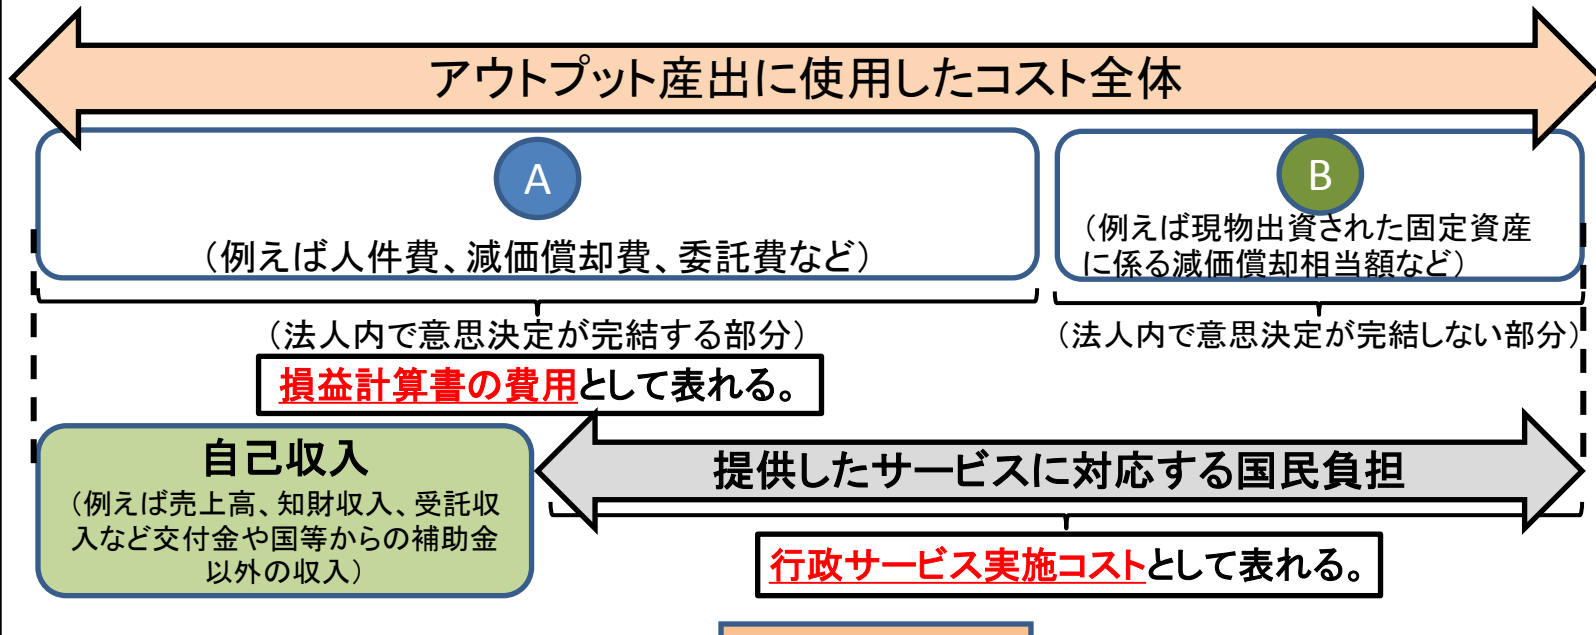 アウトプット産出に使用したコスト全体
A
（例えば人件費、減価償却費、委託費など）
B
（例えば現物出資された固定資産
に係る減価償却相当額など）
（法人内で意思決定が完結する部分）
（法人内で意思決定が完結しない部分）
損益計算書の費用として表れる。
自己収入
（例えば売上高、知財収入、受託収
入など交付金や国等からの補助金
以外の収入）
提供したサービスに対応する国民負担
行政サービス実施コストとして表れる。